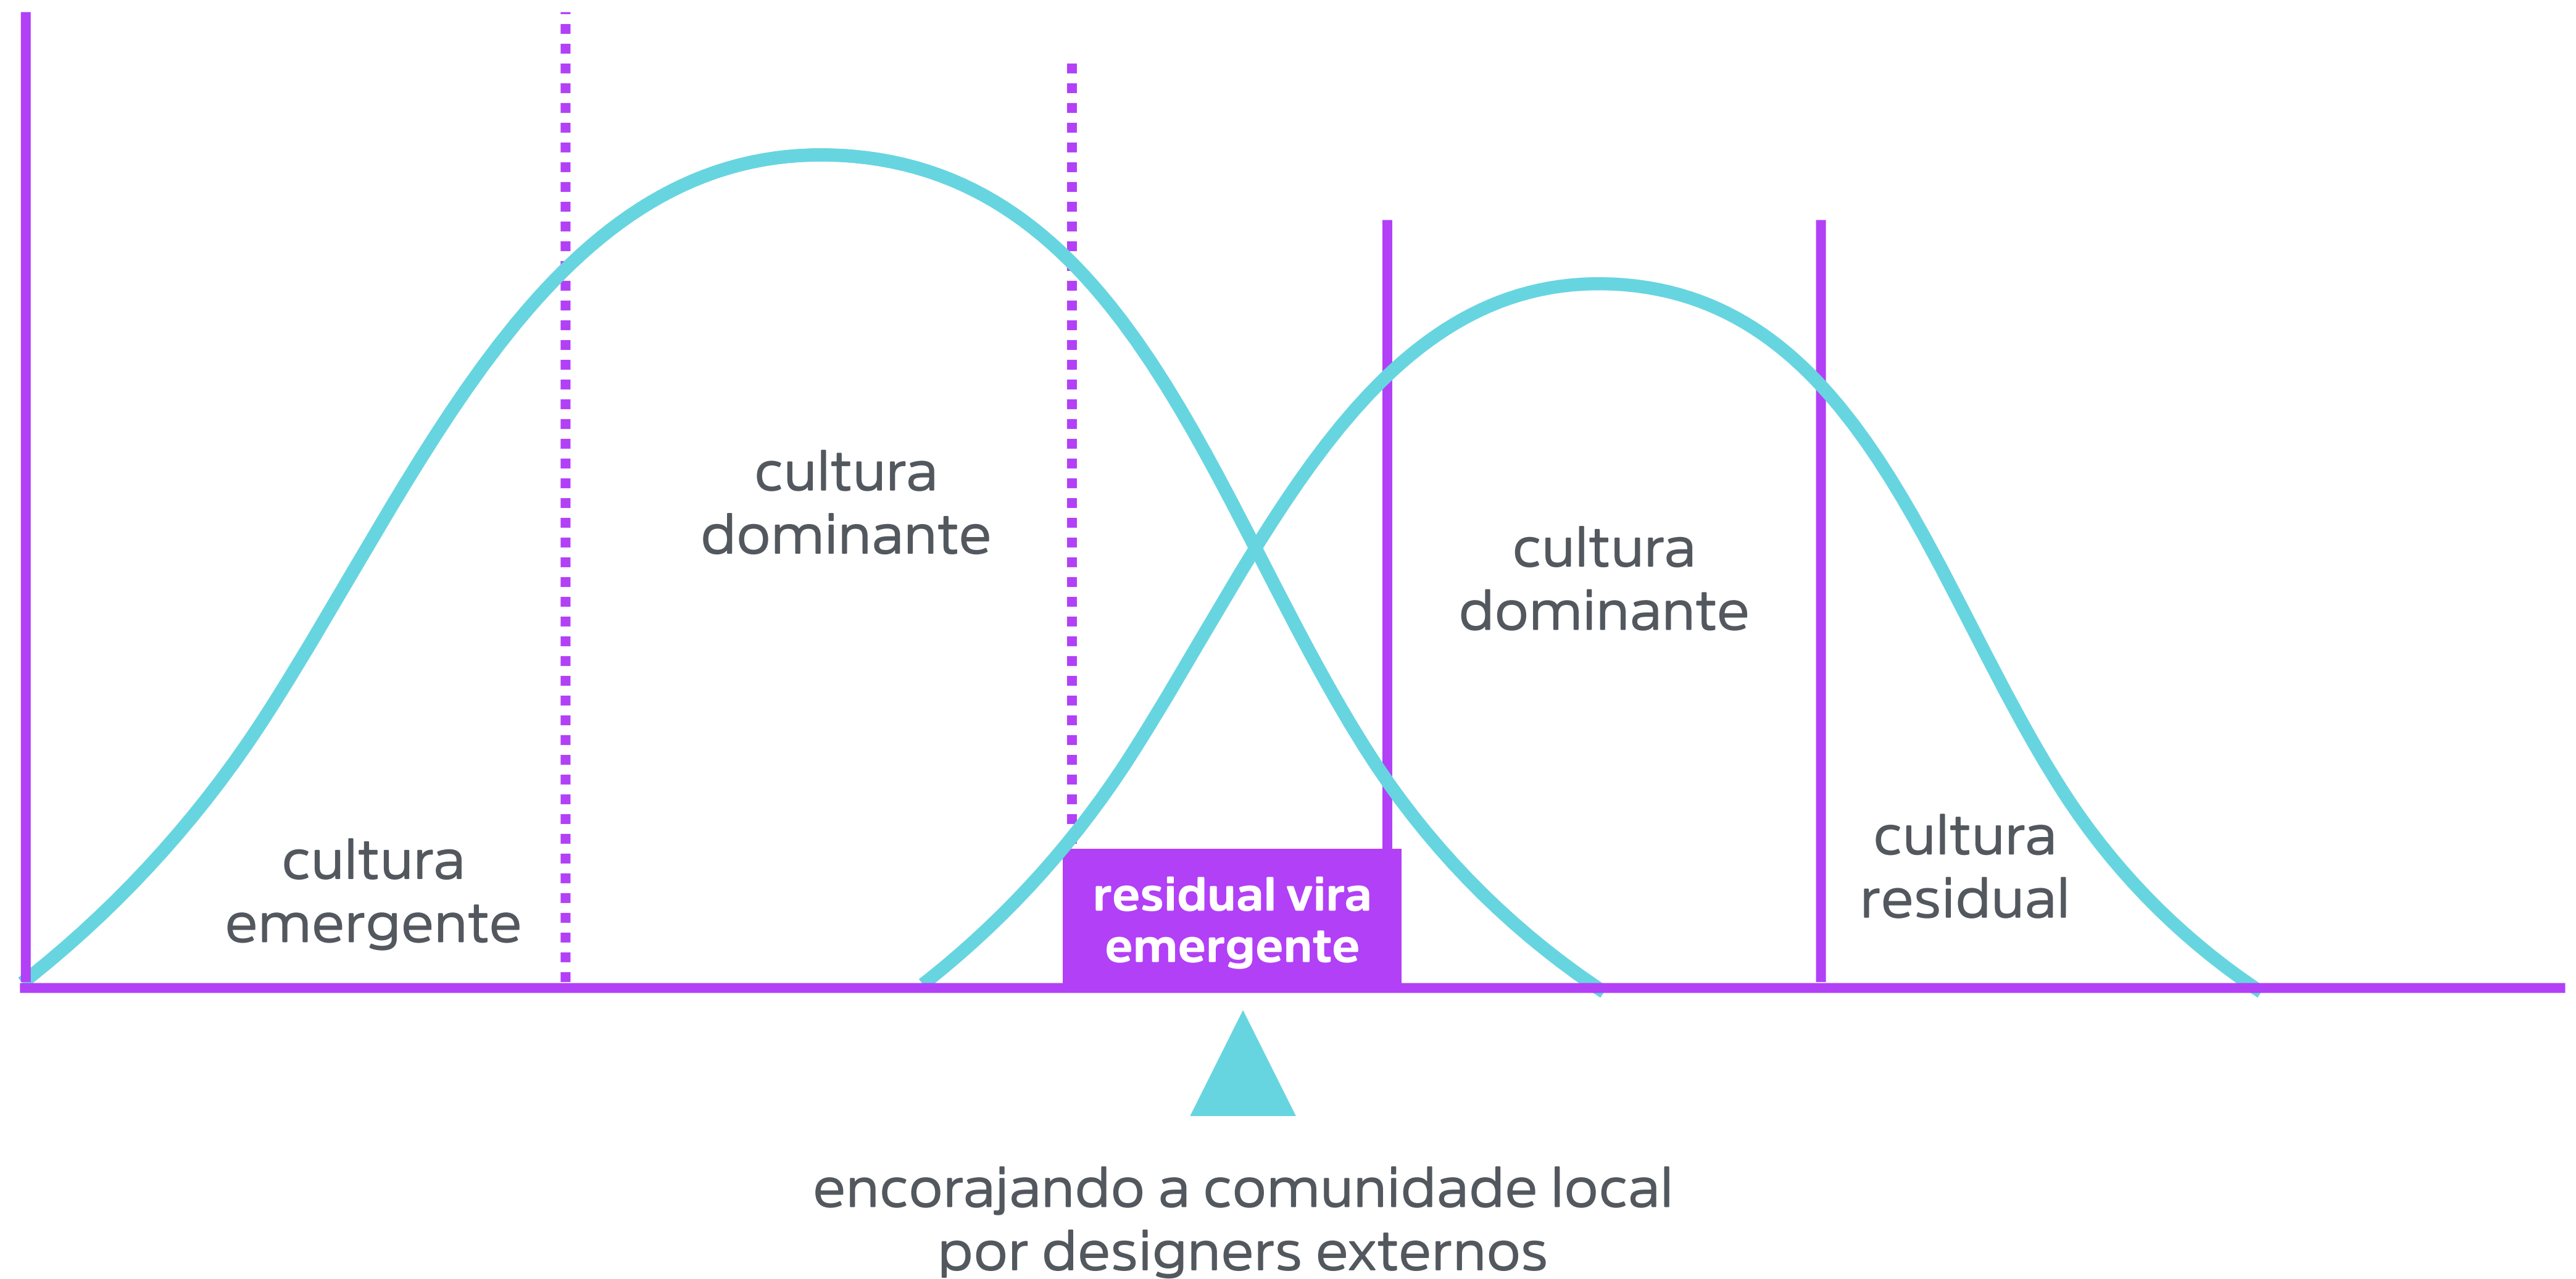 cultura
dominante
cultura
dominante
cultura
emergente
residual vira
emergente
cultura
residual
encorajando a comunidade local
por designers externos